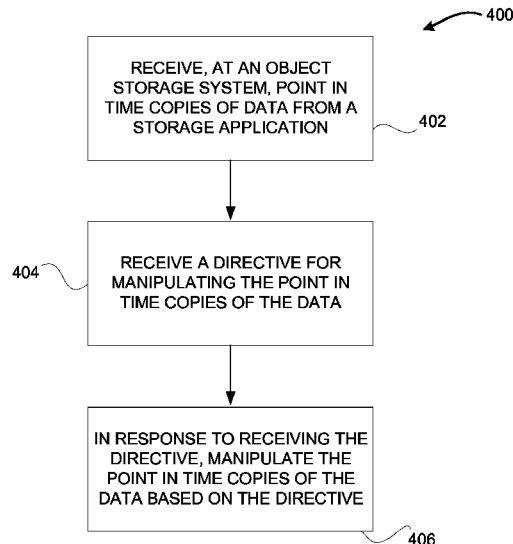 400
RECEIVE, AT AN OBJECT
STORAGE SYSTEM, POINT IN
TIME COPIES OF DATA FROM A
STORAGE APPLICATION
402
RECEIVE A DIRECTIVE FOR
MANIPULATING THE POINT IN
TIME COPIES OF THE DATA
404
IN RESPONSE TO RECEIVING THE
DIRECTIVE, MANIPULATE THE
POINT IN TIME COPIES OF THE
DATA BASED ON THE DIRECTIVE
406